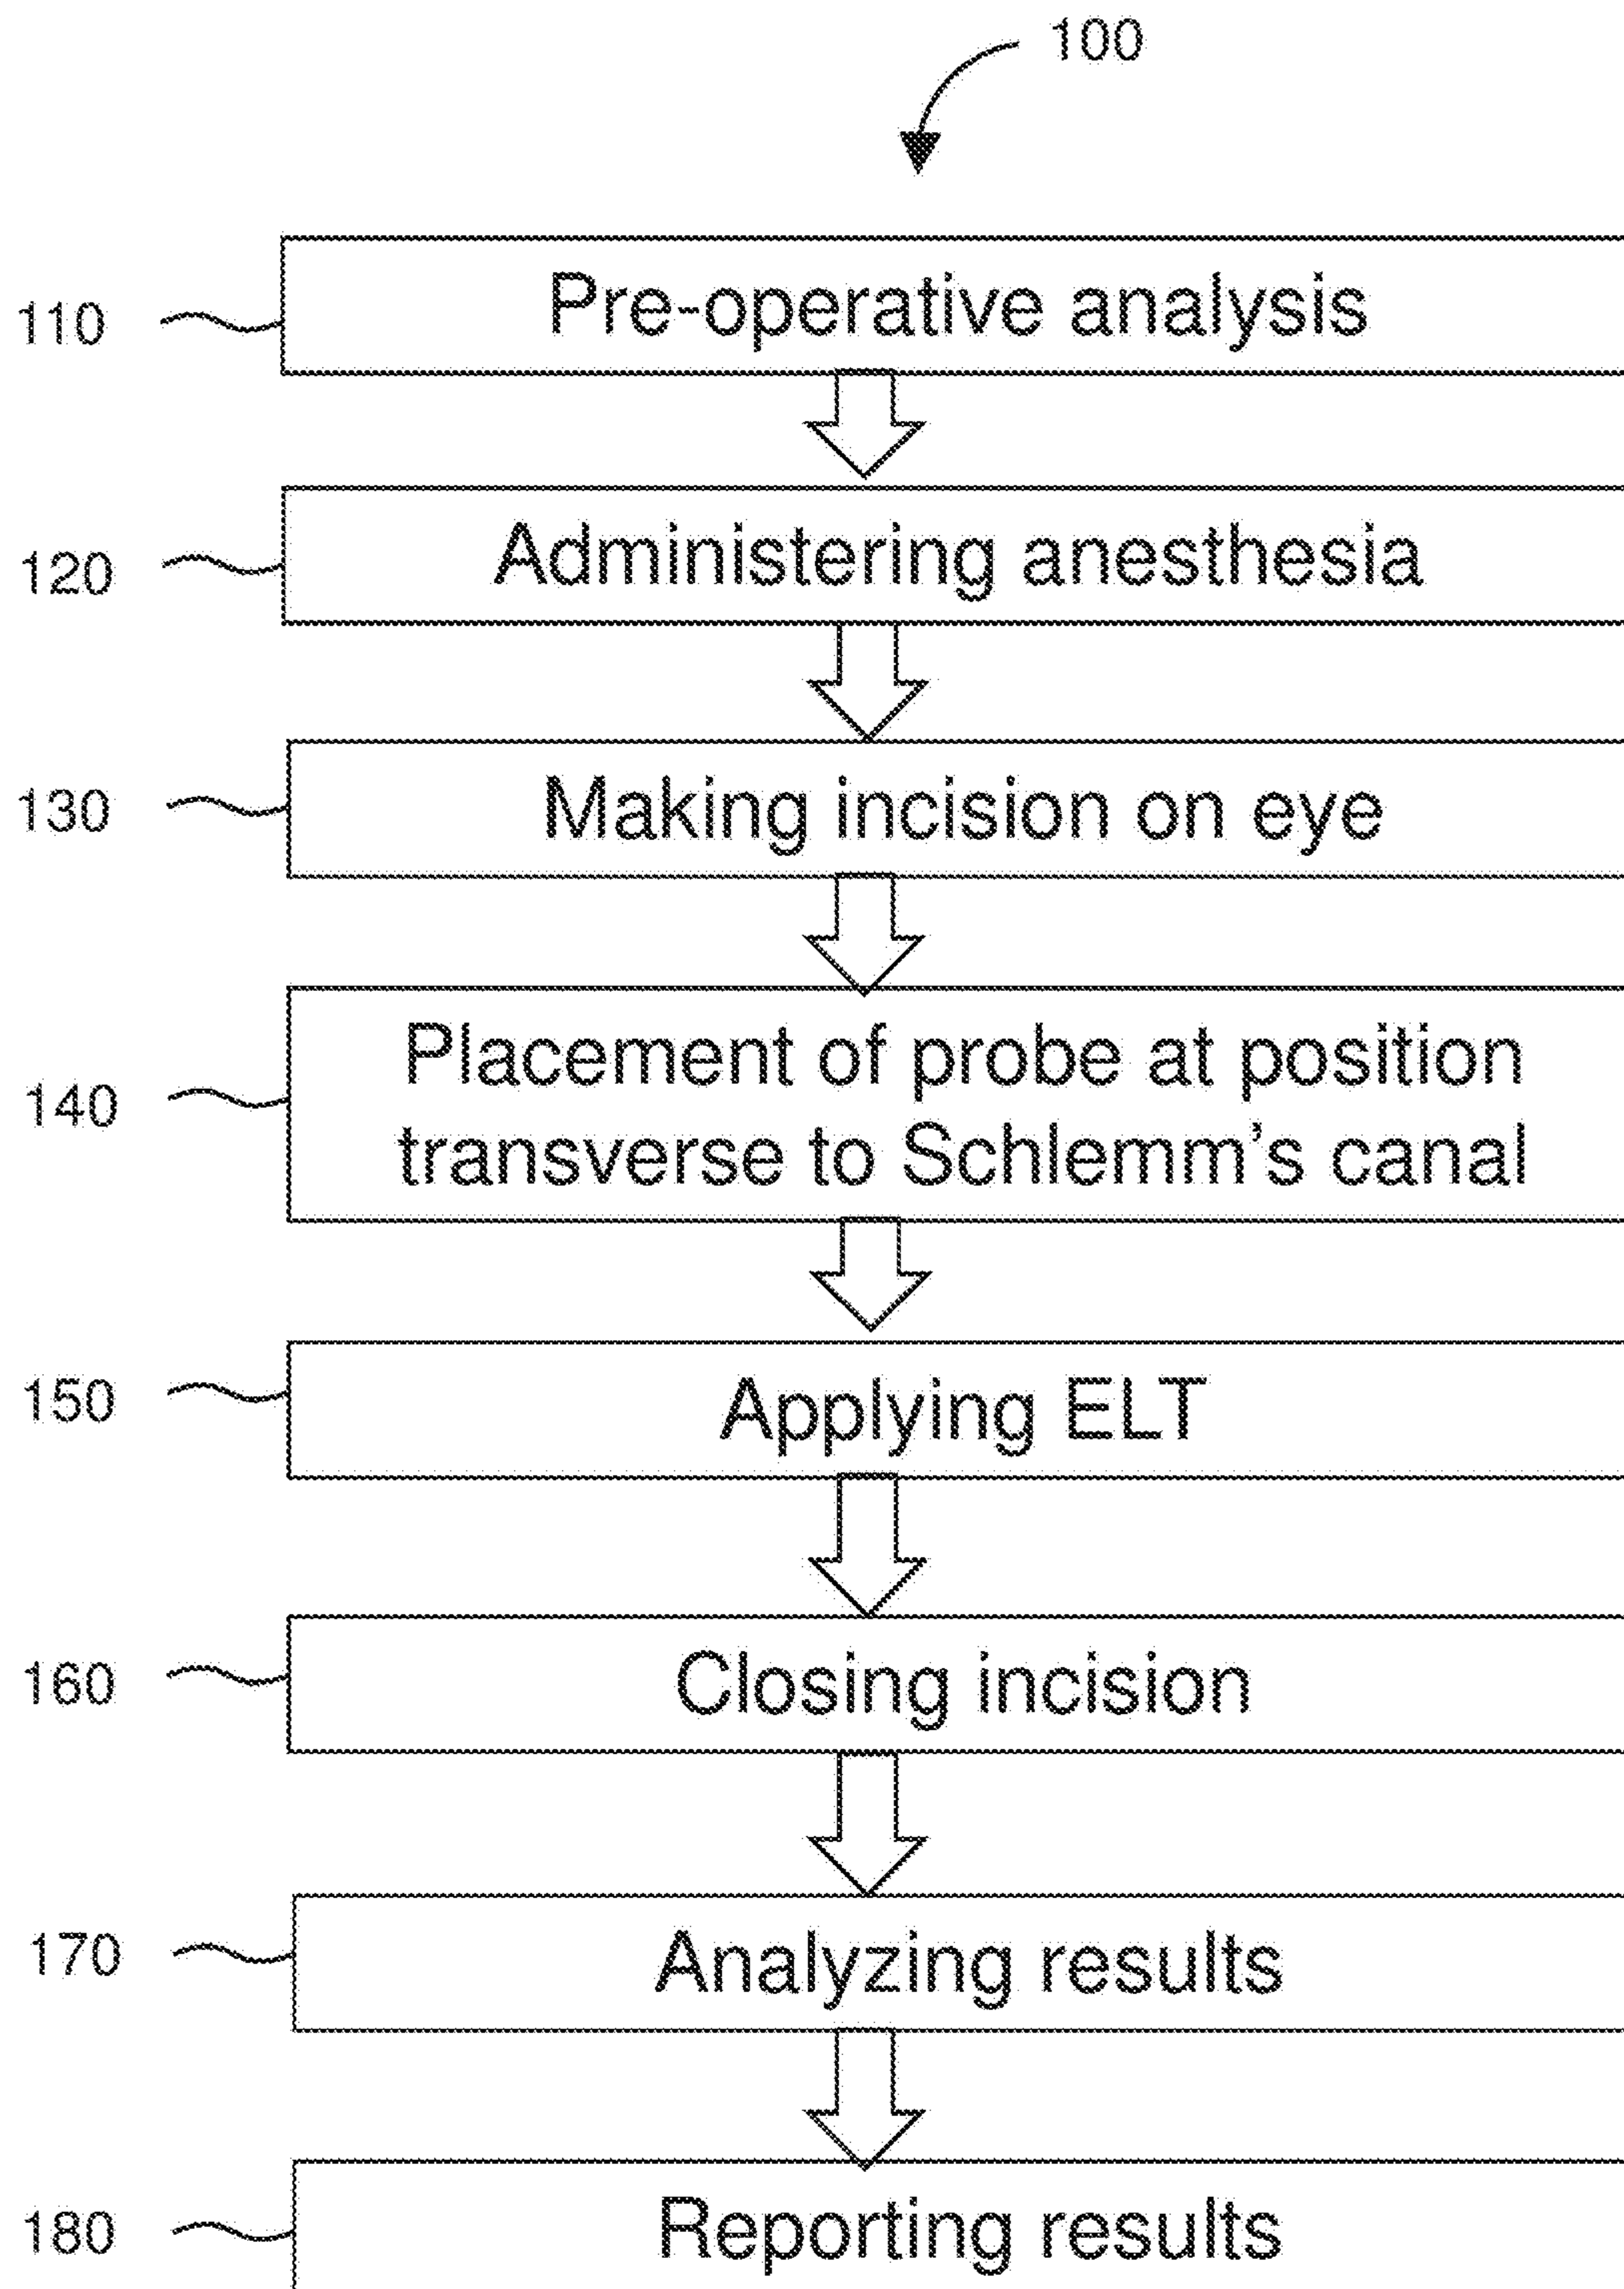 100
110 Pre-operative analysis
120 Administering anesthesia
130 Making incision on eye
140 Placement of probe at position
transverse to Schlemm's canal
150 Applying ELT
160 Closing incision
170 Analyzing results
180 Reporting results